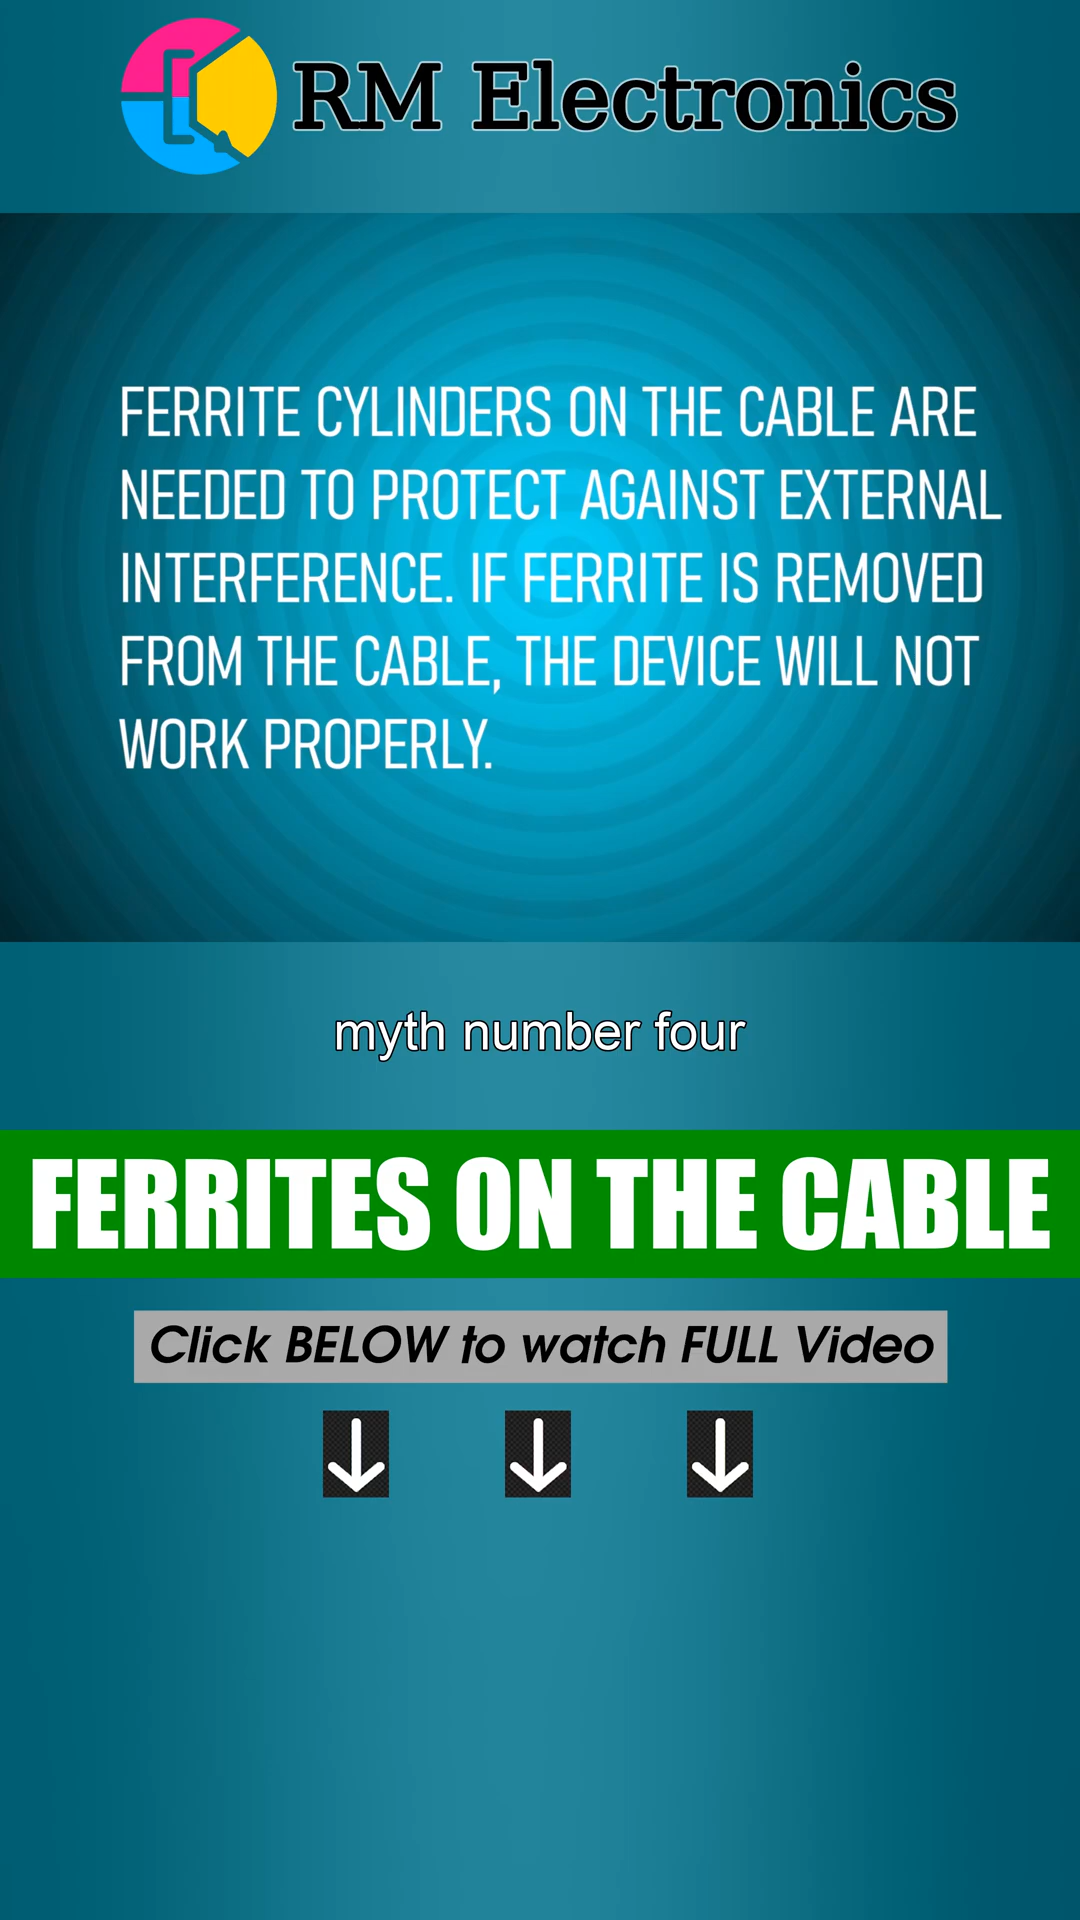 RM Electronics
FERRITE CYLINDERS ON THE CABLE ARE
NEEDED TO PROTECT AGAINST EXTERNAL
INTERFERENCE. IF FERRITE IS REMOVED
FROM THE CABLE, THE DEVICE WILL NOT
WORK PROPERLY.
myth number four
FERRITES ON THE CABLE
Click BELOW to watch FULL Video